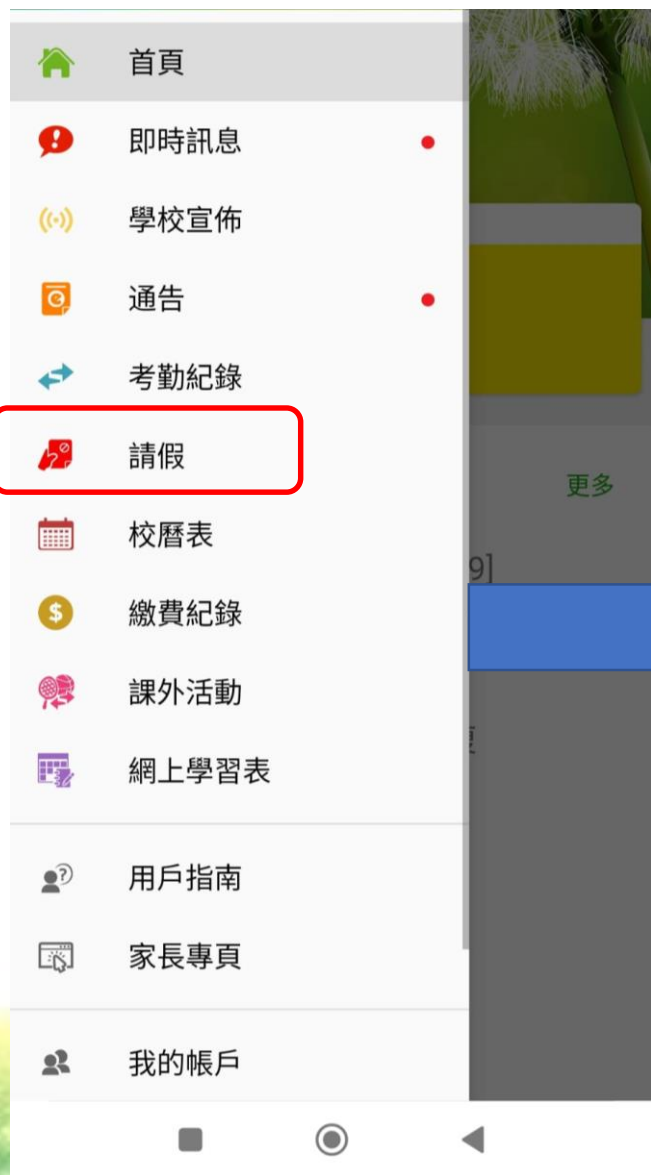 首頁
即時訊息
學校宣佈
通告
考勤紀錄
請假
更多
校曆表
9]
繳費紀錄
課外活動
網上學習表
用戶指南
家長專頁
我的帳戶